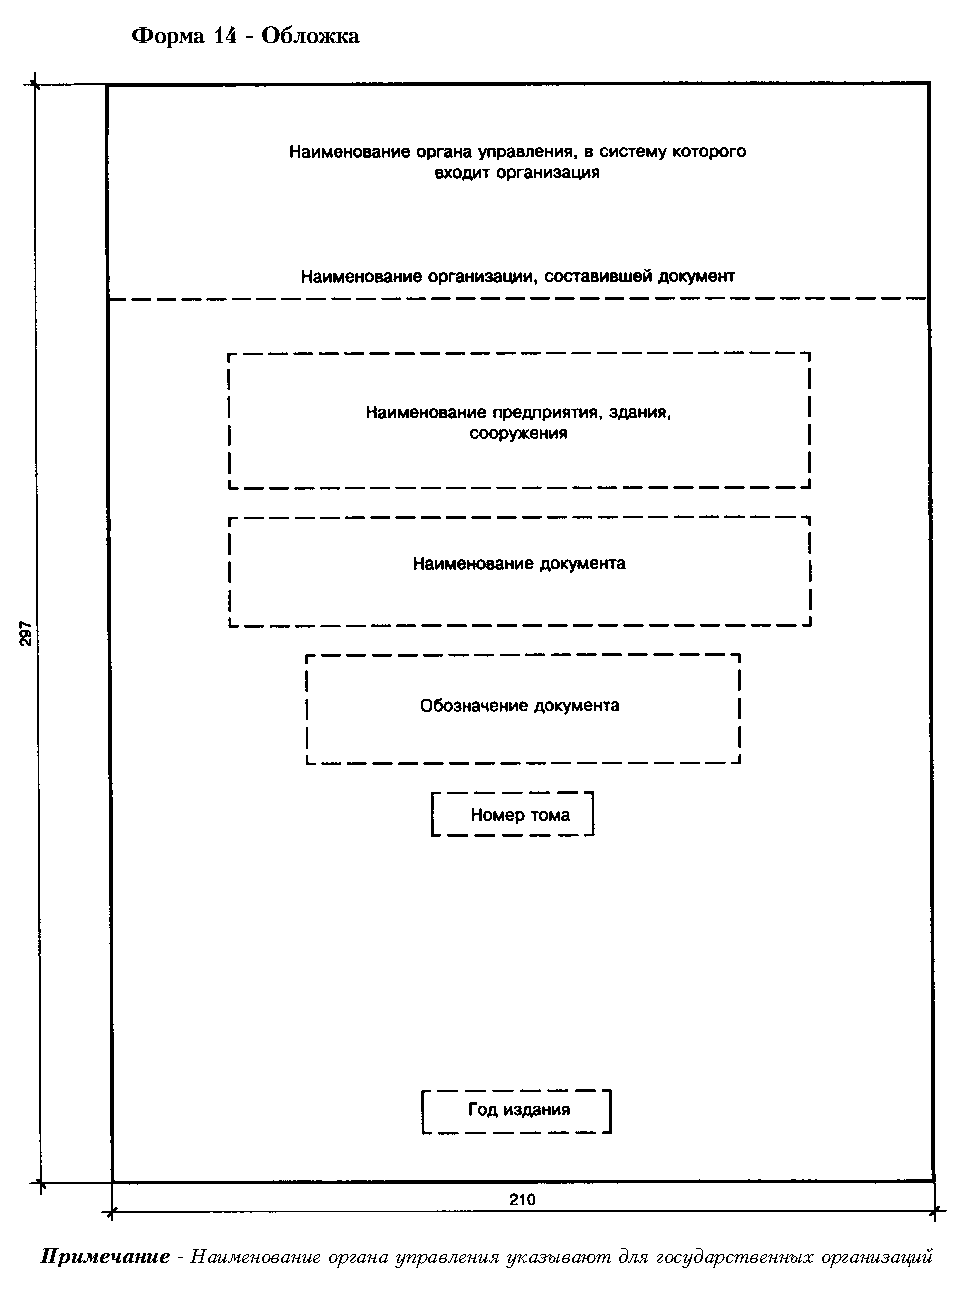 Форма 14 - Обложка
Наименование органа управления, в систему которого
входит организация
Наименование организации, составившей документ
Наименование предприятия, здания,
сооружения
Наименование документа
297
Обозначение документа
Номер тома
Год издания
210
Примечание - Наименование органа управления указывают для государственных организаций